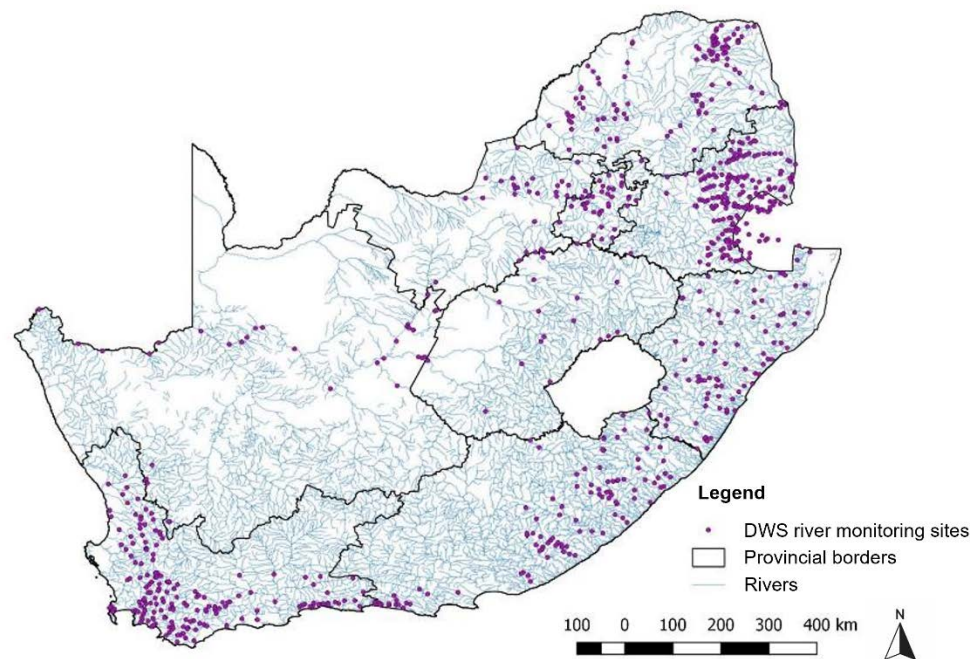 Legend
DWS river monitoring sites
Provincial borders
Rivers
100 0 100 200 300 400 km
N